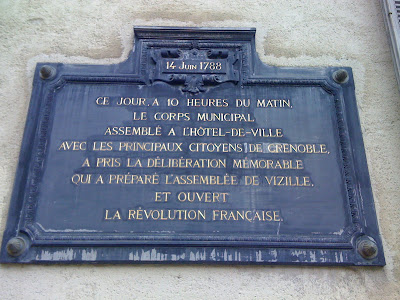 14 JUIN 1788
CE JOUR, A 10 HEURES DU MATIN,
LE CORPS MUNICIPAL
ASSEMBLÉ A L'HÔTEL-DE-VILLE
AVEC LES PRINCIPAUX CITOYENS DE GRENOBLE,
A PRIS LA DÉLIBÉRATION MÉMORABLE
QUI A PRÉPARÉ L'ASSEMBLÉE DE VIZILLE,
ET OUVERT
LA RÉVOLUTION FRANÇAISE.